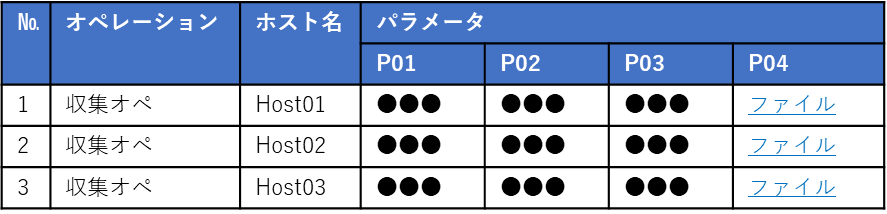 № オペレーション ホスト名 パラメータ
P01 P02 P03 P04
1 収集オペ Host01 ●●● ●●● ●●● ファイル
2 収集オペ Host02 ●●● ●●● ●●● ファイル
3 収集オペ Host03 ●●● ●●● ●●● ファイル